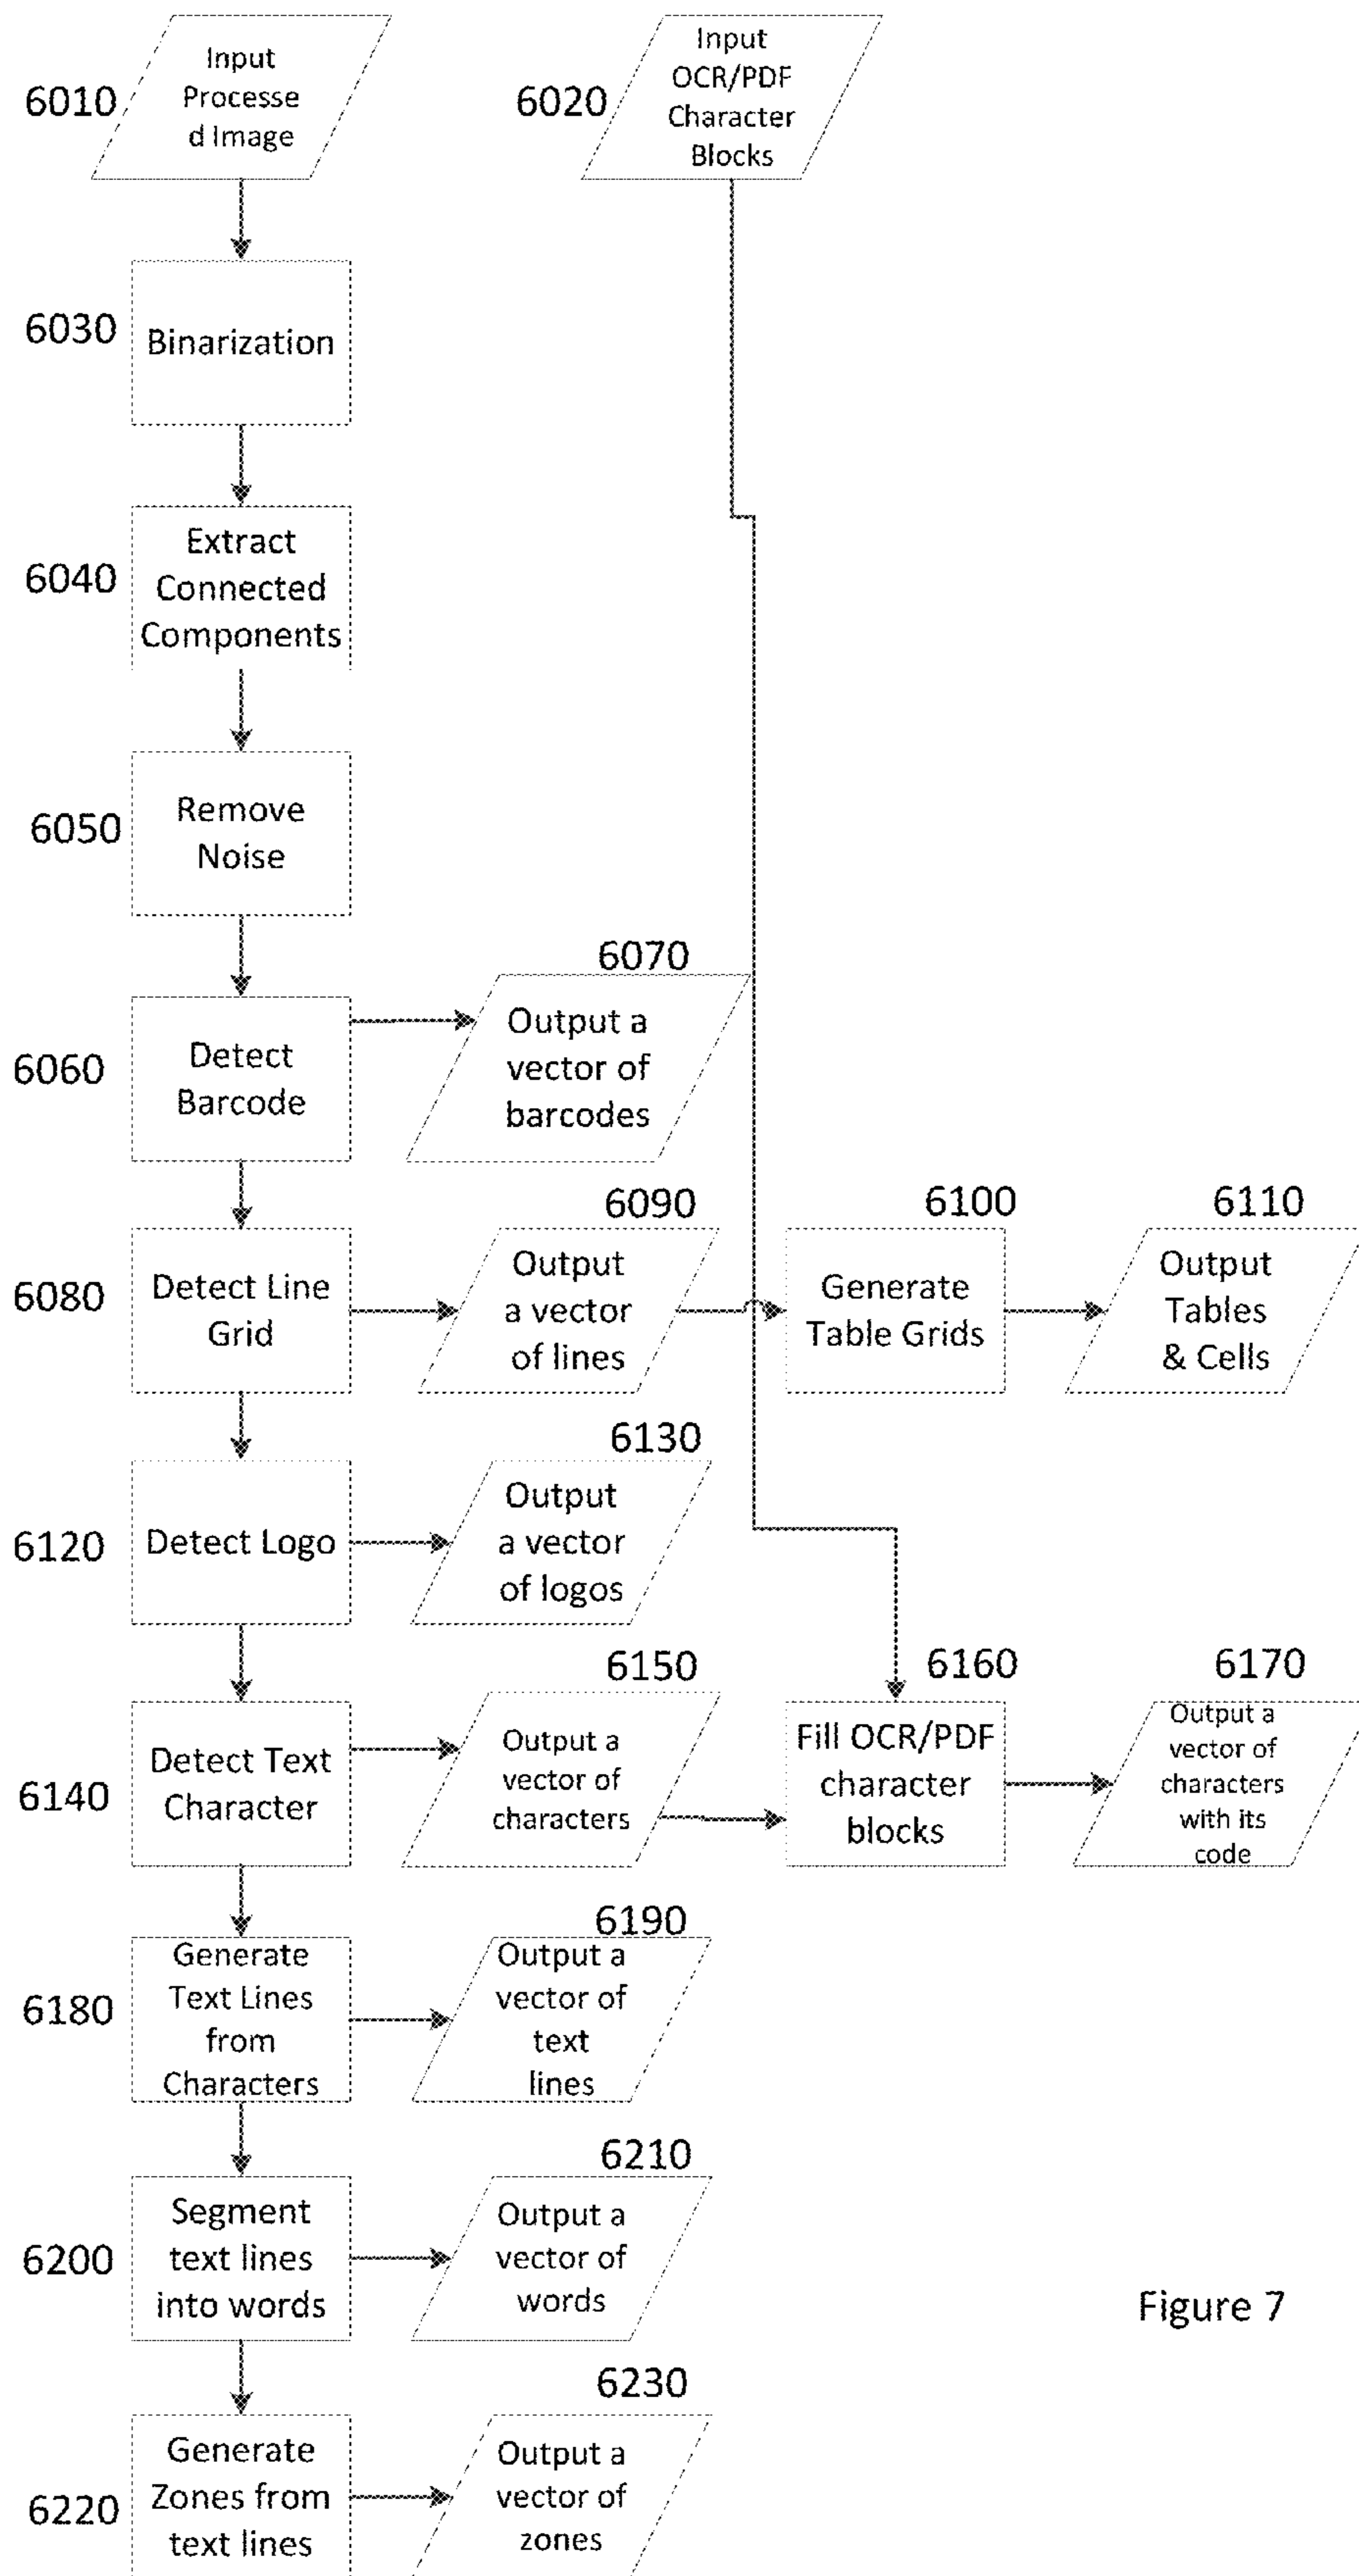 6010
Input
Processe
d Image
6020
Input
OCR/PDF
Character
Blocks
6030
Binarization
6040
Extract
Connected
Components
6050
Remove
Noise
6060
Detect
Barcode
6070
Output a
vector of
barcodes
6080
Detect Line
Grid
6090
Output
a vector
of lines
6100
Generate
Table Grids
6110
Output
Tables
& Cells
6120
Detect Logo
6130
Output
a vector
of logos
6140
Detect Text
Character
6150
Output a
vector of
characters
6160
Fill OCR/PDF
character
blocks
6170
Output a
vector of
characters
with its
code
6180
Generate
Text Lines
from
Characters
6190
Output a
vector of
text
lines
6200
Segment
text lines
into words
6210
Output a
vector of
words
6220
Generate
Zones from
text lines
6230
Output a
vector of
zones
Figure 7